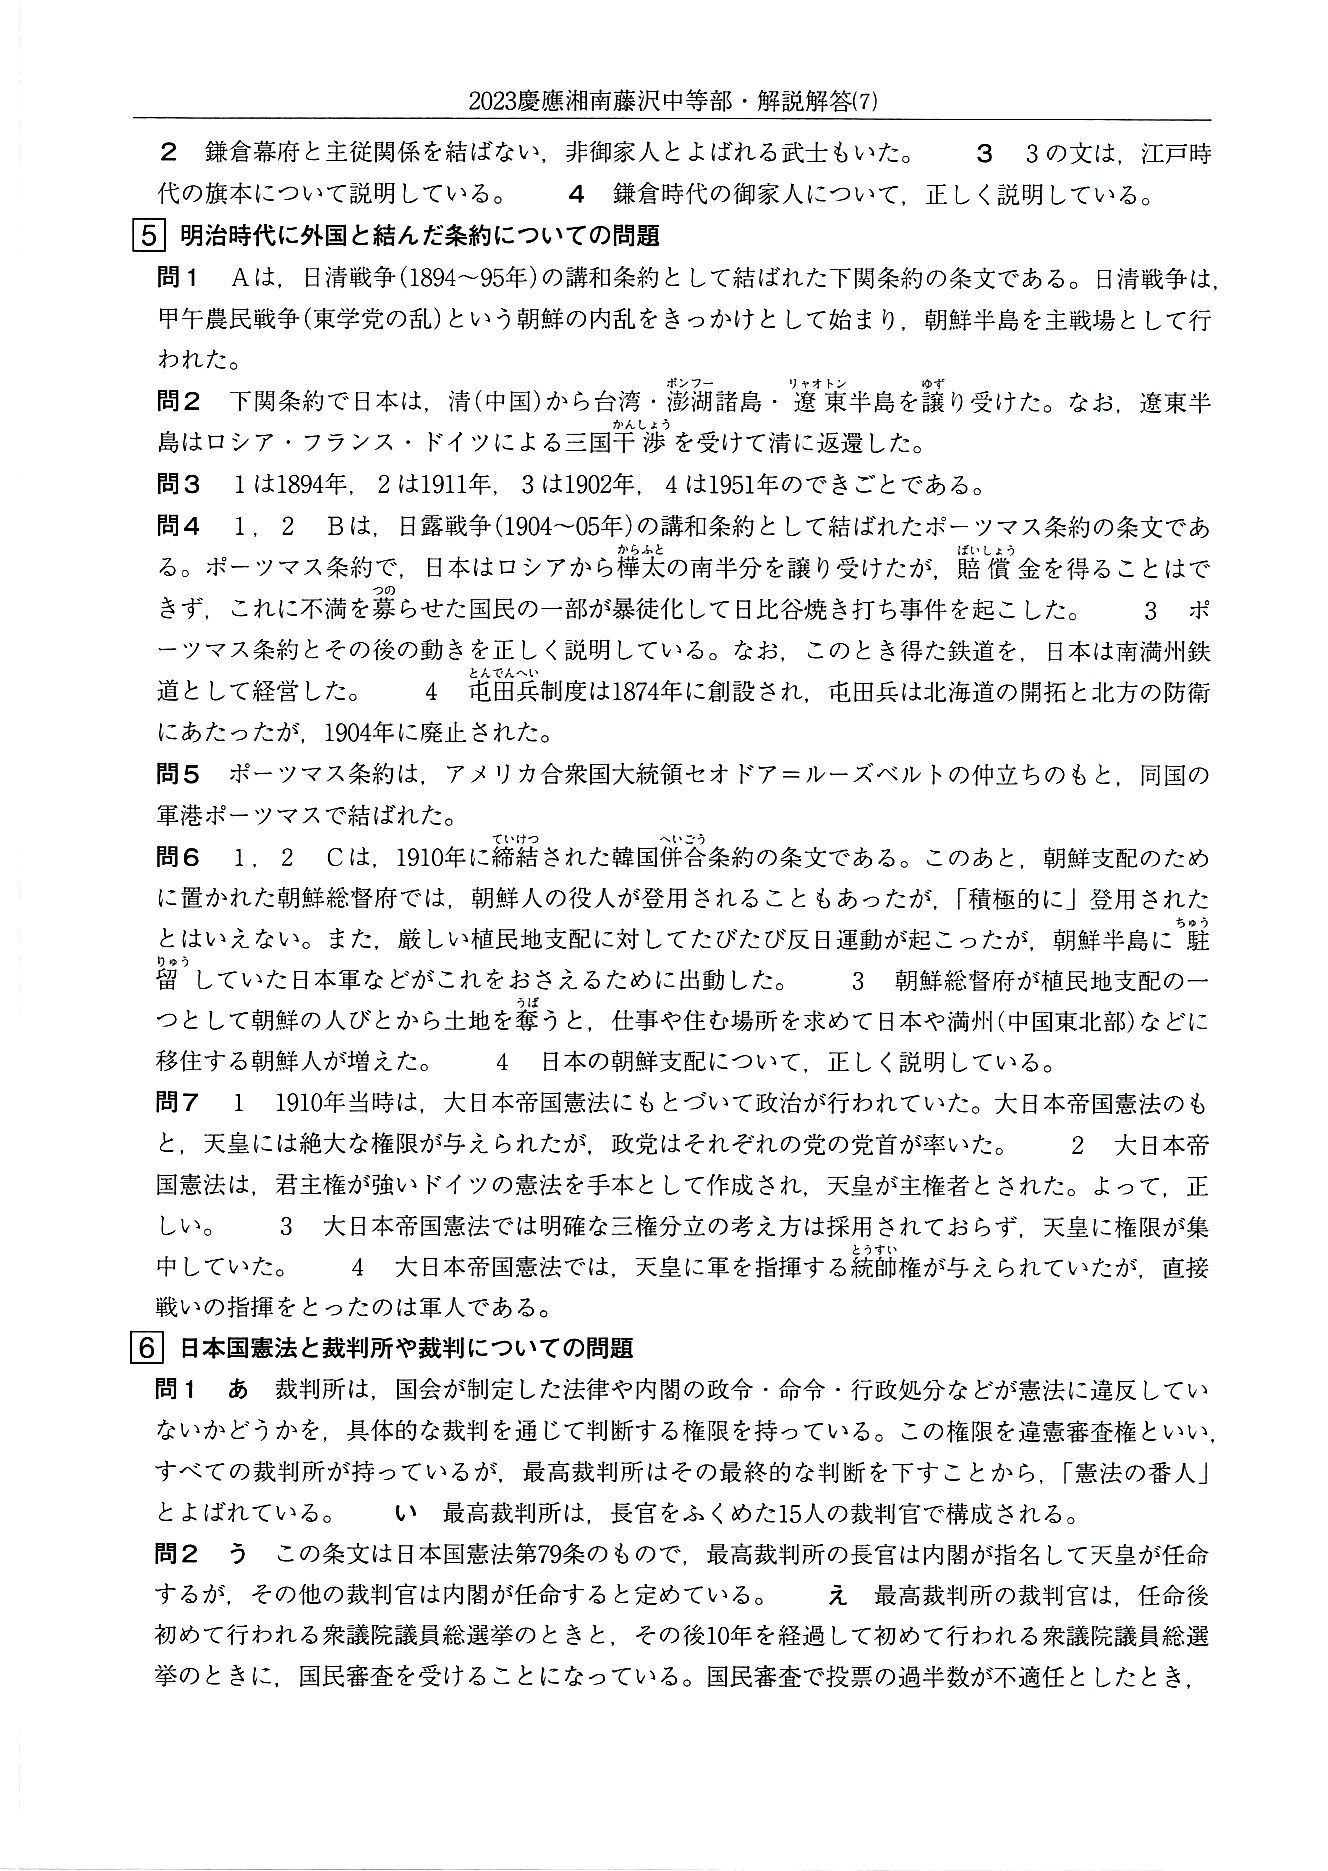 2023慶應湘南藤沢中等部・解説解答(7)
2　鎌倉幕府と主従関係を結ばない，非御家人とよばれる武士もいた。　　3　3の文は，江戸時
代の旗本について説明している。　　4　鎌倉時代の御家人について，正しく説明している。
5　明治時代に外国と結んだ条約についての問題
問1　Aは，日清戦争(1894～95年)の講和条約として結ばれた下関条約の条文である。日清戦争は，
甲午農民戦争(東学党の乱)という朝鮮の内乱をきっかけとして始まり，朝鮮半島を主戦場として行
われた。
ポンフー　リャオトン　ゆず
問2　下関条約で日本は，清(中国)から台湾・澎湖諸島・遼東半島を譲り受けた。なお，遼東半
かんしょう
島はロシア・フランス・ドイツによる三国干渉を受けて清に返還した。
問3　1は1894年，2は1911年，3は1902年，4は1951年のできごとである。
問4　1，2　Bは，日露戦争(1904～05年)の講和条約として結ばれたポーツマス条約の条文であ
からふと　ばいしょう
る。ポーツマス条約で，日本はロシアから樺太の南半分を譲り受けたが，賠償金を得ることはで
つの
きず，これに不満を募らせた国民の一部が暴徒化して日比谷焼き打ち事件を起こした。　　3　ポ
ーツマス条約とその後の動きを正しく説明している。なお，このとき得た鉄道を，日本は南満州鉄
とんでんへい
道として経営した。　　4　屯田兵制度は1874年に創設され，屯田兵は北海道の開拓と北方の防衛
にあたったが，1904年に廃止された。
問5　ポーツマス条約は，アメリカ合衆国大統領セオドア＝ルーズベルトの仲立ちのもと，同国の
軍港ポーツマスで結ばれた。
ていけつ　へいごう
問6　1，2　Cは，1910年に締結された韓国併合条約の条文である。このあと，朝鮮支配のため
に置かれた朝鮮総督府では，朝鮮人の役人が登用されることもあったが，「積極的に」登用された
ちゅう
とはいえない。また，厳しい植民地支配に対してたびたび反日運動が起こったが，朝鮮半島に駐
りゅう
留していた日本軍などがこれをおさえるために出動した。　　3　朝鮮総督府が植民地支配の一
うば
つとして朝鮮の人びとから土地を奪うと，仕事や住む場所を求めて日本や満州(中国東北部)などに
移住する朝鮮人が増えた。　　4　日本の朝鮮支配について，正しく説明している。
問7　1　1910年当時は，大日本帝国憲法にもとづいて政治が行われていた。大日本帝国憲法のも
と，天皇には絶大な権限が与えられたが，政党はそれぞれの党の党首が率いた。　　2　大日本帝
国憲法は，君主権が強いドイツの憲法を手本として作成され，天皇が主権者とされた。よって，正
しい。　　3　大日本帝国憲法では明確な三権分立の考え方は採用されておらず，天皇に権限が集
とうすい
中していた。　　4　大日本帝国憲法では，天皇に軍を指揮する統帥権が与えられていたが，直接
戦いの指揮をとったのは軍人である。
6　日本国憲法と裁判所や裁判についての問題
問1　あ　裁判所は，国会が制定した法律や内閣の政令・命令・行政処分などが憲法に違反してい
ないかどうかを，具体的な裁判を通じて判断する権限を持っている。この権限を違憲審査権といい，
すべての裁判所が持っているが，最高裁判所はその最終的な判断を下すことから，「憲法の番人」
とよばれている。　　い　最高裁判所は，長官をふくめた15人の裁判官で構成される。
問2　う　この条文は日本国憲法第79条のもので，最高裁判所の長官は内閣が指名して天皇が任命
するが，その他の裁判官は内閣が任命すると定めている。　　え　最高裁判所の裁判官は，任命後
初めて行われる衆議院議員総選挙のときと，その後10年を経過して初めて行われる衆議院議員総選
挙のときに，国民審査を受けることになっている。国民審査で投票の過半数が不適任としたとき，